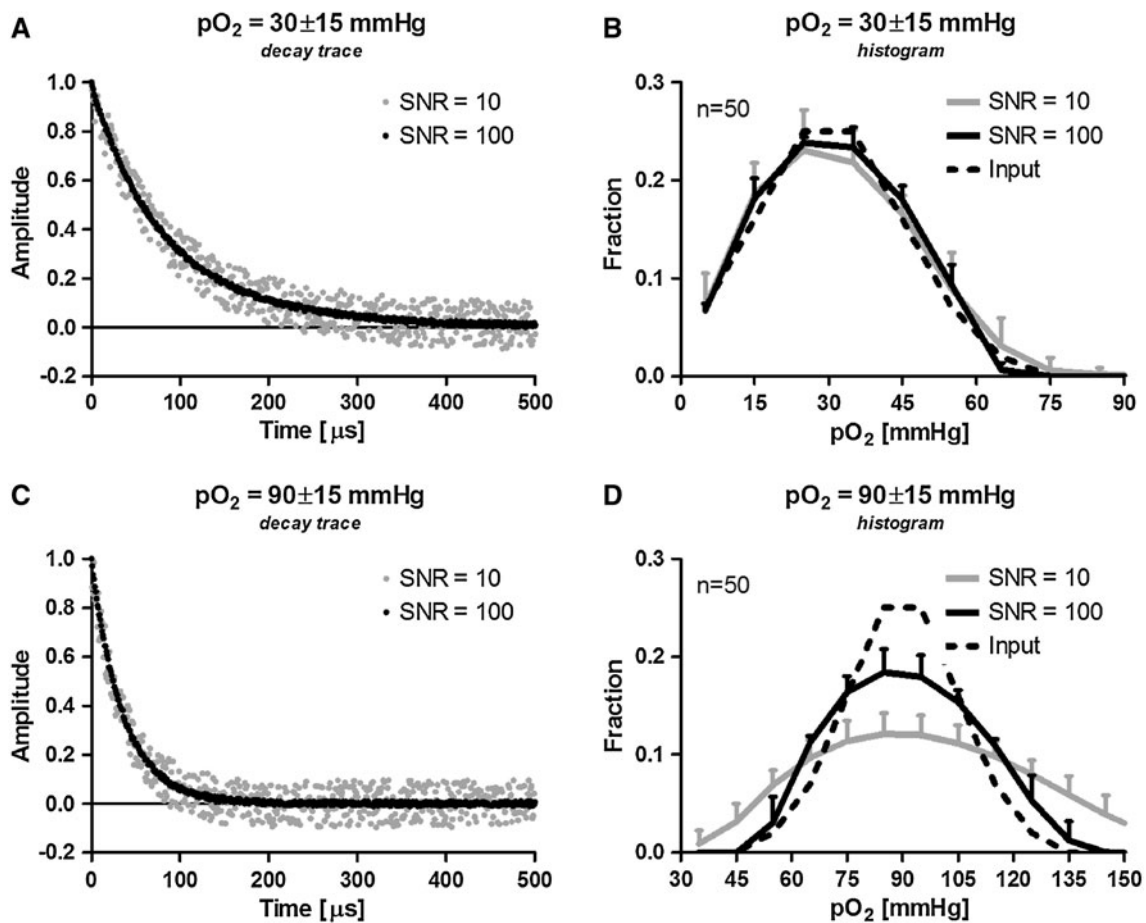 A
pO2 = 30±15 mmHg
decay trace
SNR = 10
SNR = 100
1.0
0.8
0.6
0.4
0.2
0.0
-0.2
Amplitude
0 100 200 300 400 500
Time [ μs]
B
pO2 = 30±15 mmHg
histogram
n=50
SNR = 10
SNR = 100
Input
0.3
0.2
0.1
0.0
Fraction
0 15 30 45 60 75 90
pO2 [mmHg]
C
pO2 = 90±15 mmHg
decay trace
SNR = 10
SNR = 100
1.0
0.8
0.6
0.4
0.2
0.0
-0.2
Amplitude
0 100 200 300 400 500
Time [ μs]
D
pO2 = 90±15 mmHg
histogram
n=50
SNR = 10
SNR = 100
Input
0.3
0.2
0.1
0.0
Fraction
30 45 60 75 90 105 120 135 150
pO2 [mmHg]